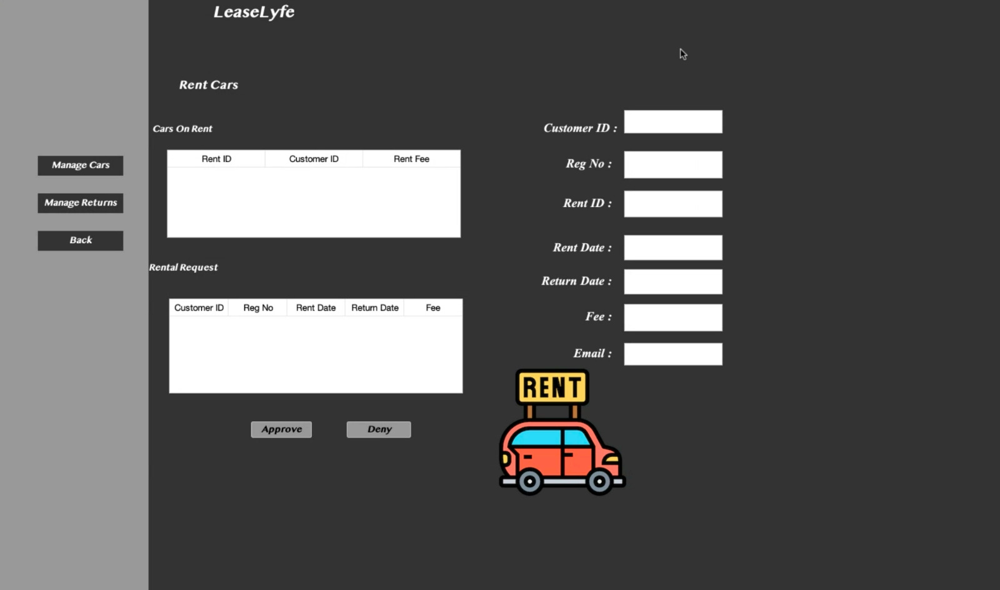 LeaseLyfe
Rent Cars
Cars On Rent
Rent ID Customer ID Rent Fee
Manage Cars
Manage Returns
Back
Rental Request
Customer ID Reg No Rent Date Return Date Fee
Approve Deny
Customer ID :
Reg No :
Rent ID :
Rent Date :
Return Date :
Fee :
Email :
RENT